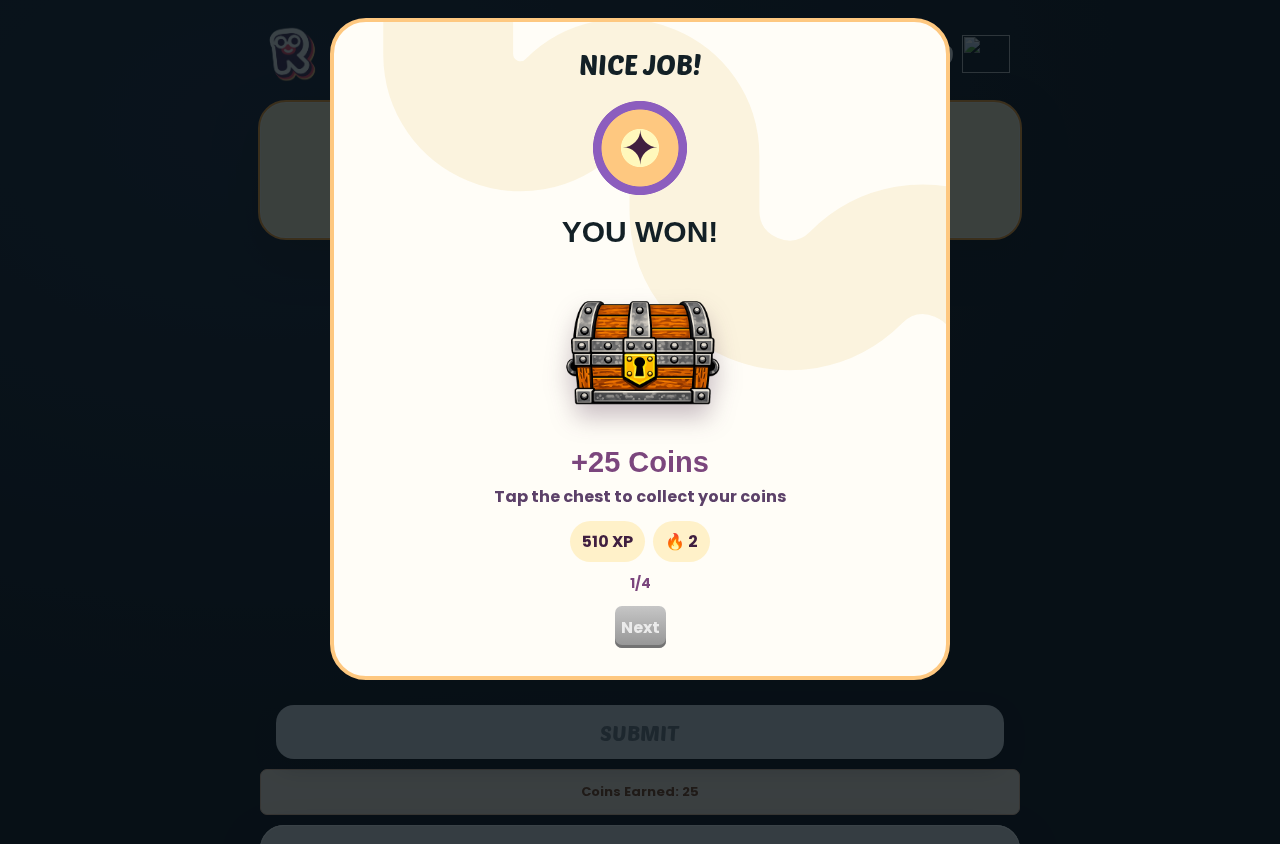 R
NICE JOB!
YOU WON!
+25 Coins
Tap the chest to collect your coins
510 XP
🔥 2
1/4
Next
SUBMIT
Coins Earned: 25